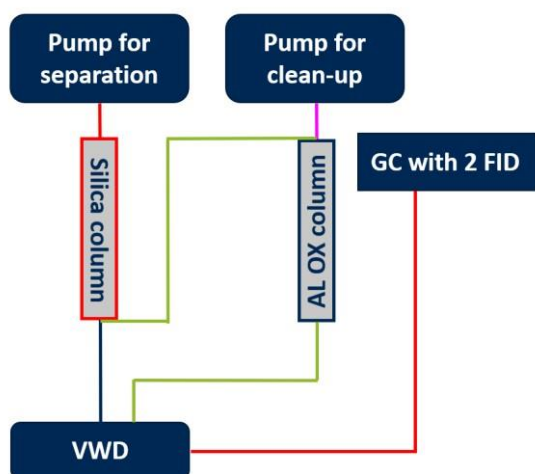 Pump for
separation
Pump for
clean-up
Silica column
AL OX column
GC with 2 FID
VWD